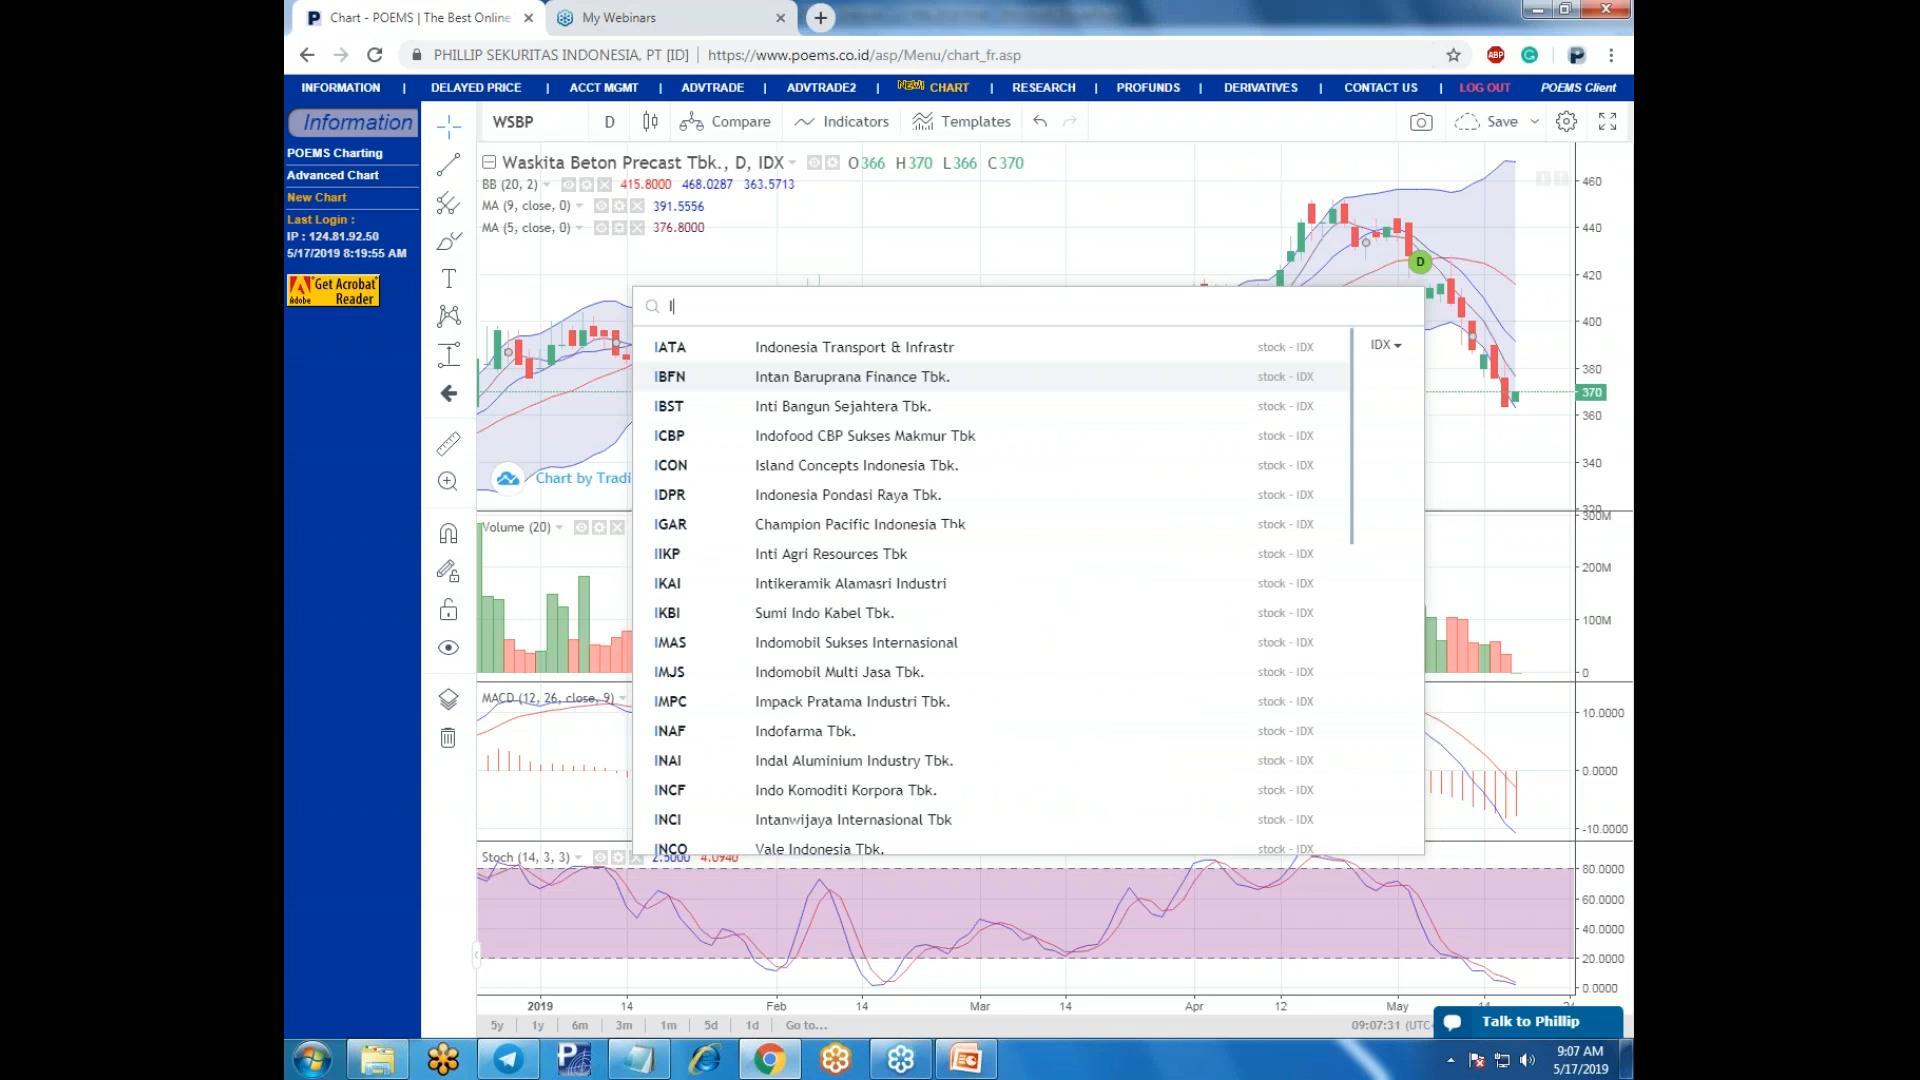 Chart - POEMS | The Best Online
My Webinars
PHILLIP SEKURITAS INDONESIA, PT [ID] | https://www.poems.co.id/asp/Menu/chart_fr.asp
INFORMATION | DELAYED PRICE | ACCT MGMT | ADVTRADE | ADVTRADE2 | NEW! CHART | RESEARCH | PROFUNDS | DERIVATIVES | CONTACT US | LOG OUT POEMS Client
Information
POEMS Charting
Advanced Chart
New Chart
Last Login :
IP : 124.81.92.50
5/17/2019 8:19:55 AM
Get Acrobat
Adobe Reader
WSBP D Compare Indicators Templates Save
Waskita Beton Precast Tbk., D, IDX O366 H370 L366 C370
BB (20, 2) 415.8000 468.0287 363.5713
MA (9, close, 0) 391.5556
MA (5, close, 0) 376.8000
I
IDX
IATA Indonesia Transport & Infrastr stock - IDX
IBFN Intan Baruprana Finance Tbk. stock - IDX
IBST Inti Bangun Sejahtera Tbk. stock - IDX
ICBP Indofood CBP Sukses Makmur Tbk stock - IDX
ICON Island Concepts Indonesia Tbk. stock - IDX
IDPR Indonesia Pondasi Raya Tbk. stock - IDX
IGAR Champion Pacific Indonesia Tbk stock - IDX
IIKP Inti Agri Resources Tbk stock - IDX
IKAI Intikeramik Alamasri Industri stock - IDX
IKBI Sumi Indo Kabel Tbk. stock - IDX
IMAS Indomobil Sukses Internasional stock - IDX
IMJS Indomobil Multi Jasa Tbk. stock - IDX
IMPC Impack Pratama Industri Tbk. stock - IDX
INAF Indofarma Tbk. stock - IDX
INAI Indal Aluminium Industry Tbk. stock - IDX
INCF Indo Komoditi Korpora Tbk. stock - IDX
INCI Intanwijaya Internasional Tbk stock - IDX
INCO Vale Indonesia Tbk. stock - IDX
D
460
440
420
400
380
370
360
340
320
Chart by Tradi
Volume (20)
300M
200M
100M
0
MACD (12, 26, close, 9)
10.0000
0.0000
-10.0000
Stoch (14, 3, 3) 2.5000 4.0940
80.0000
60.0000
40.0000
20.0000
0.0000
2019 14 Feb 14 Mar 14 Apr 12 May 14 24
5y 1y 6m 3m 1m 5d 1d Go to...
09:07:31 (UTC
Talk to Phillip
9:07 AM
5/17/2019